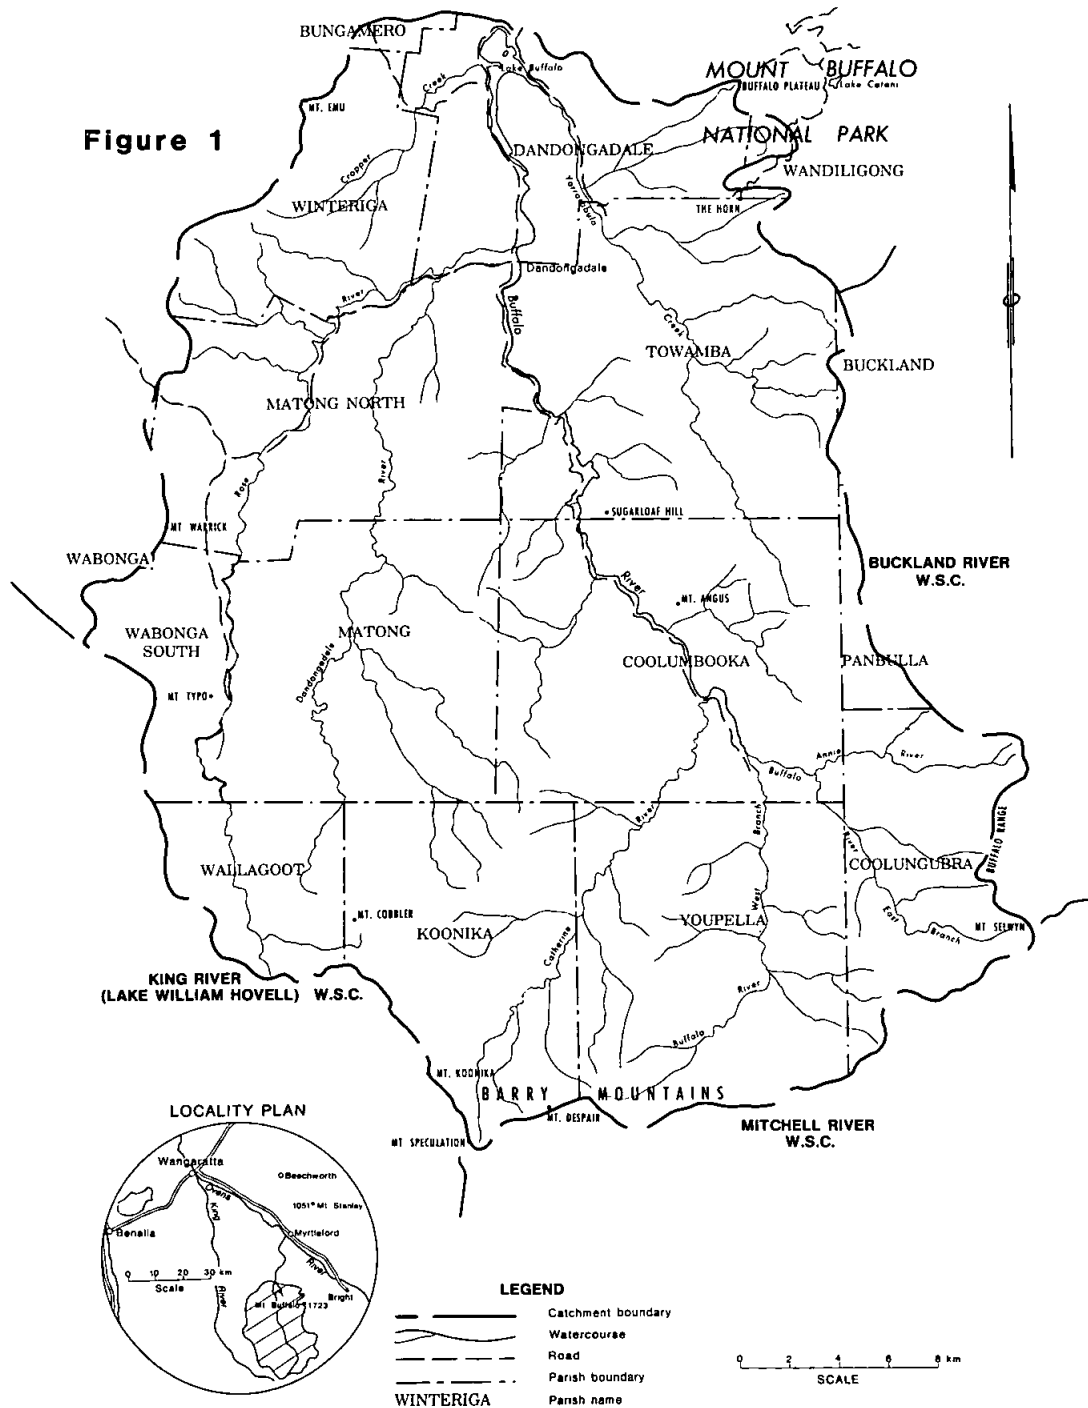 BUNGAMERO
Lake Buffalo
MOUNT BUFFALO
BUFFALO PLATEAU
Lake Catani
Creek
MT. EMU
Figure 1
NATIONAL PARK
DANDONGADALE
Cropper
WANDILIGONG
Yarrarabula
WINTERIGA
THE HORN
Dandongadale
River
Buffalo
Creek
TOWAMBA
BUCKLAND
MATONG NORTH
River
Rose
SUGARLOAF HILL
MT WARRICK
WABONGA
BUCKLAND RIVER
W.S.C.
River
MT. ANGUS
WABONGA
SOUTH
MATONG
COOLUMBOOKA
PANBULLA
Dandongadale
MT TYPO
Annie
River
Buffalo
River
Branch
River
BUFFALO RANGE
WALLAGOOT
COOLUNGUBRA
West
MT. COBBLER
KOONIKA
YOUPELLA
East
Branch
MT SELWYN
Catherine
KING RIVER
(LAKE WILLIAM HOVELL) W.S.C.
River
Buffalo
MT. KOONIKA
BARRY MOUNTAINS
MT. DESPAIR
MITCHELL RIVER
W.S.C.
MT SPECULATION
LOCALITY PLAN
Wangaratta
Beechworth
Ovens
King
1051 Mt Stanley
Benalla
Myrtleford
0 10 20 30 km
Scale
River
River
Bright
Mt Buffalo 1723
LEGEND
Catchment boundary
Watercourse
Road
Parish boundary
WINTERIGA Parish name
0 2 4 6 8 km
SCALE